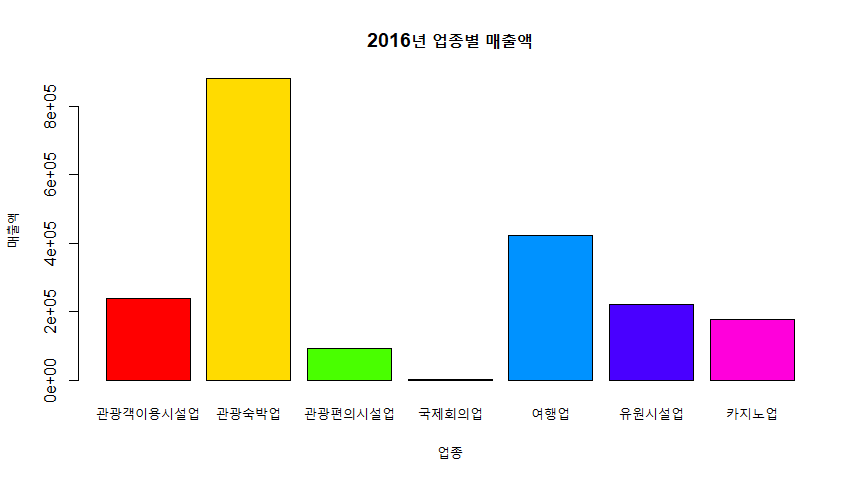 2016년 업종별 매출액
매출액
8e+05
6e+05
4e+05
2e+05
0e+00
관광객이용시설업 관광숙박업 관광편의시설업 국제회의업 여행업 유원시설업 카지노업
업종